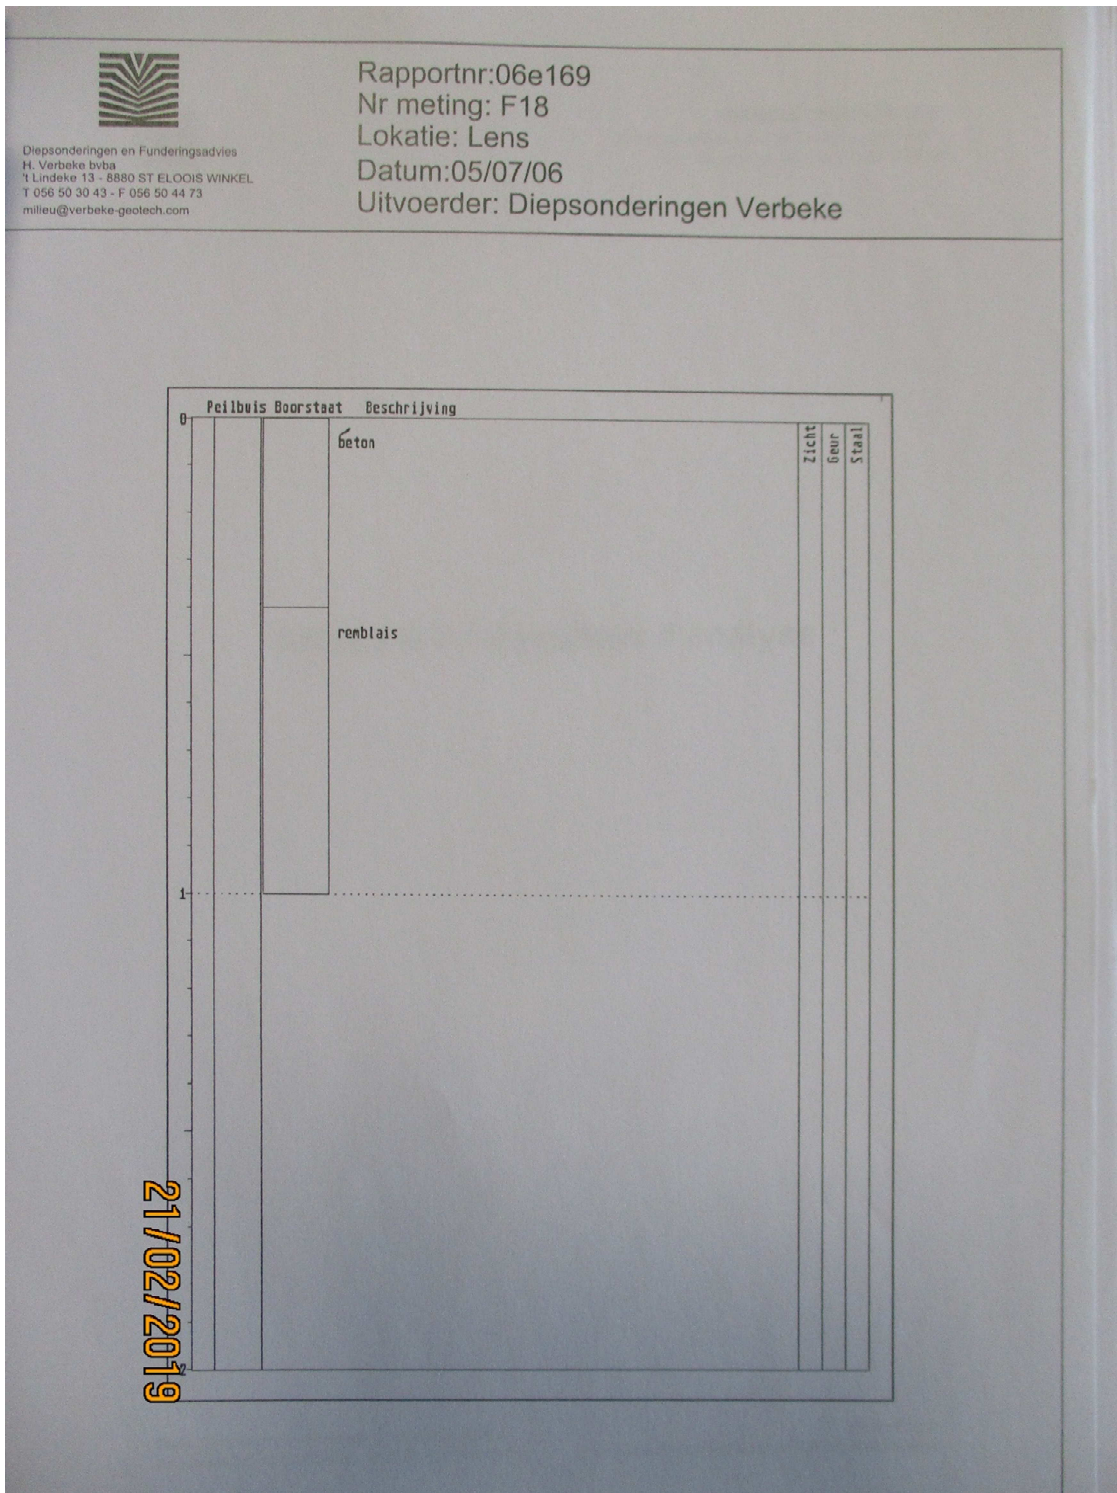 Diepsonderingen en Funderingsadvies
H. Verbeke bvba
't Lindeke 13 - 8880 ST ELOOIS WINKEL
T 056 50 30 43 - F 056 50 44 73
milieu@verbeke-geotech.com
Rapportnr:06e169
Nr meting: F18
Lokatie: Lens
Datum:05/07/06
Uitvoerder: Diepsonderingen Verbeke
Peilbuis Boorstaat Beschrijving
0
beton
Zicht
Geur
Staal
remblais
1
2
21/02/2019